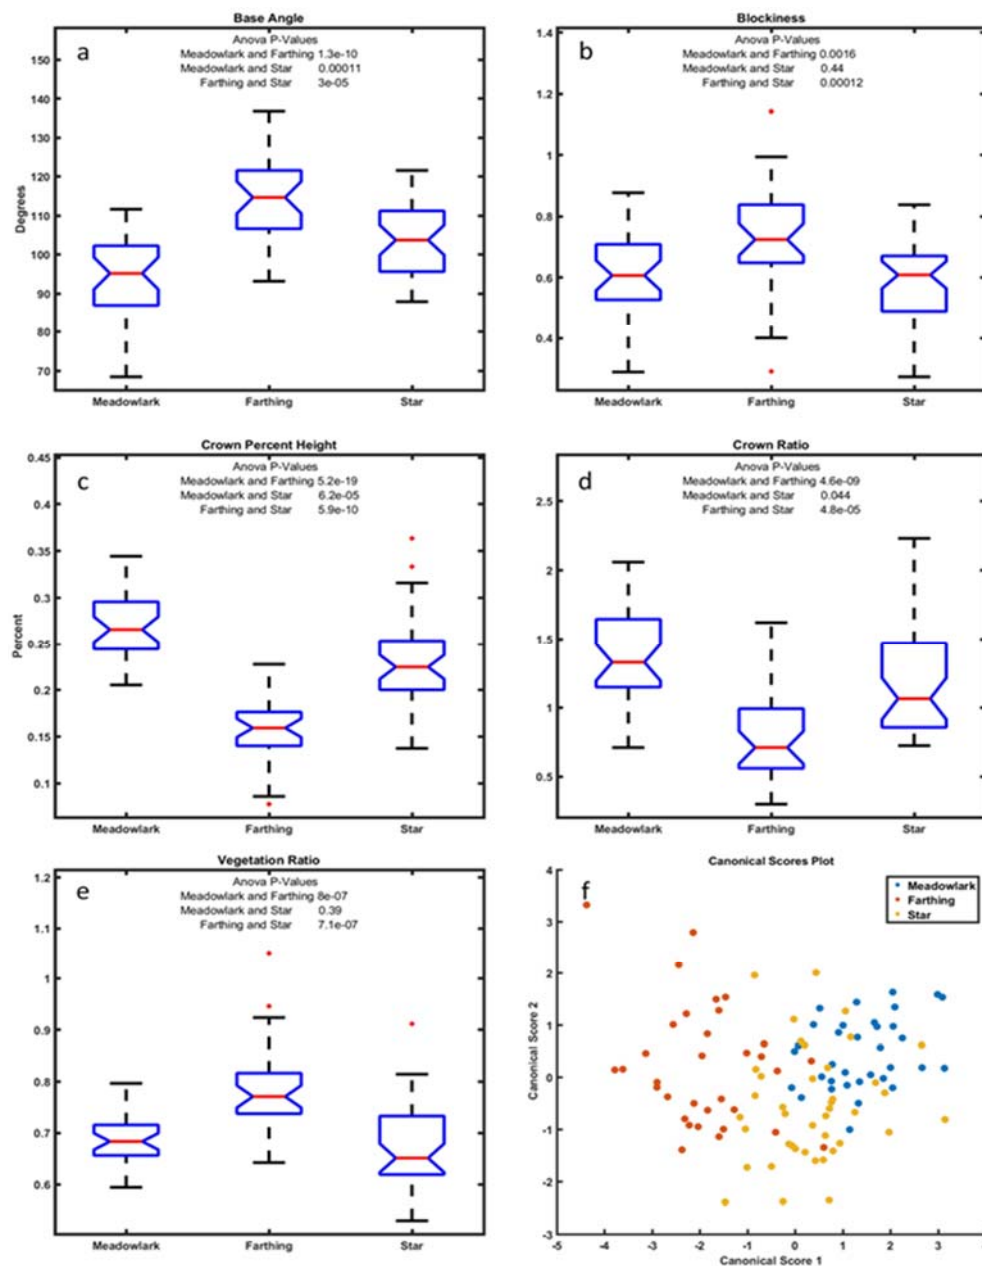 Base Angle
a
Anova P-Values
Meadowlark and Farthing 1.3e-10
Meadowlark and Star 0.00011
Farthing and Star 3e-05
150
140
130
120
110
100
90
80
70
Degrees
Meadowlark Farthing Star
Blockiness
b
Anova P-Values
Meadowlark and Farthing 0.0016
Meadowlark and Star 0.44
Farthing and Star 0.00012
1.4
1.2
1
0.8
0.6
0.4
Meadowlark Farthing Star
Crown Percent Height
c
Anova P-Values
Meadowlark and Farthing 5.2e-19
Meadowlark and Star 6.2e-05
Farthing and Star 5.9e-10
0.45
0.4
0.35
0.3
0.25
0.2
0.15
0.1
Percent
Meadowlark Farthing Star
Crown Ratio
d
Anova P-Values
Meadowlark and Farthing 4.6e-09
Meadowlark and Star 0.044
Farthing and Star 4.8e-05
2.5
2
1.5
1
0.5
Meadowlark Farthing Star
Vegetation Ratio
e
Anova P-Values
Meadowlark and Farthing 8e-07
Meadowlark and Star 0.39
Farthing and Star 7.1e-07
1.2
1.1
1
0.9
0.8
0.7
0.6
Meadowlark Farthing Star
Canonical Scores Plot
f
Meadowlark
Farthing
Star
4
3
2
1
0
-1
-2
-3
Canonical Score 2
-5 -4 -3 -2 -1 0 1 2 3
Canonical Score 1